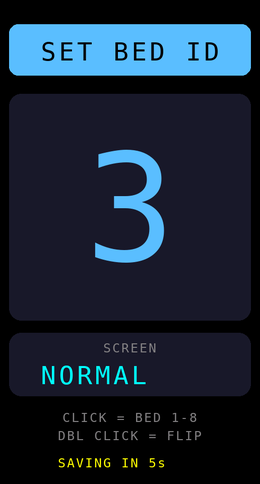 SET BED ID
3
SCREEN
NORMAL
CLICK = BED 1-8
DBL CLICK = FLIP
SAVING IN 5s